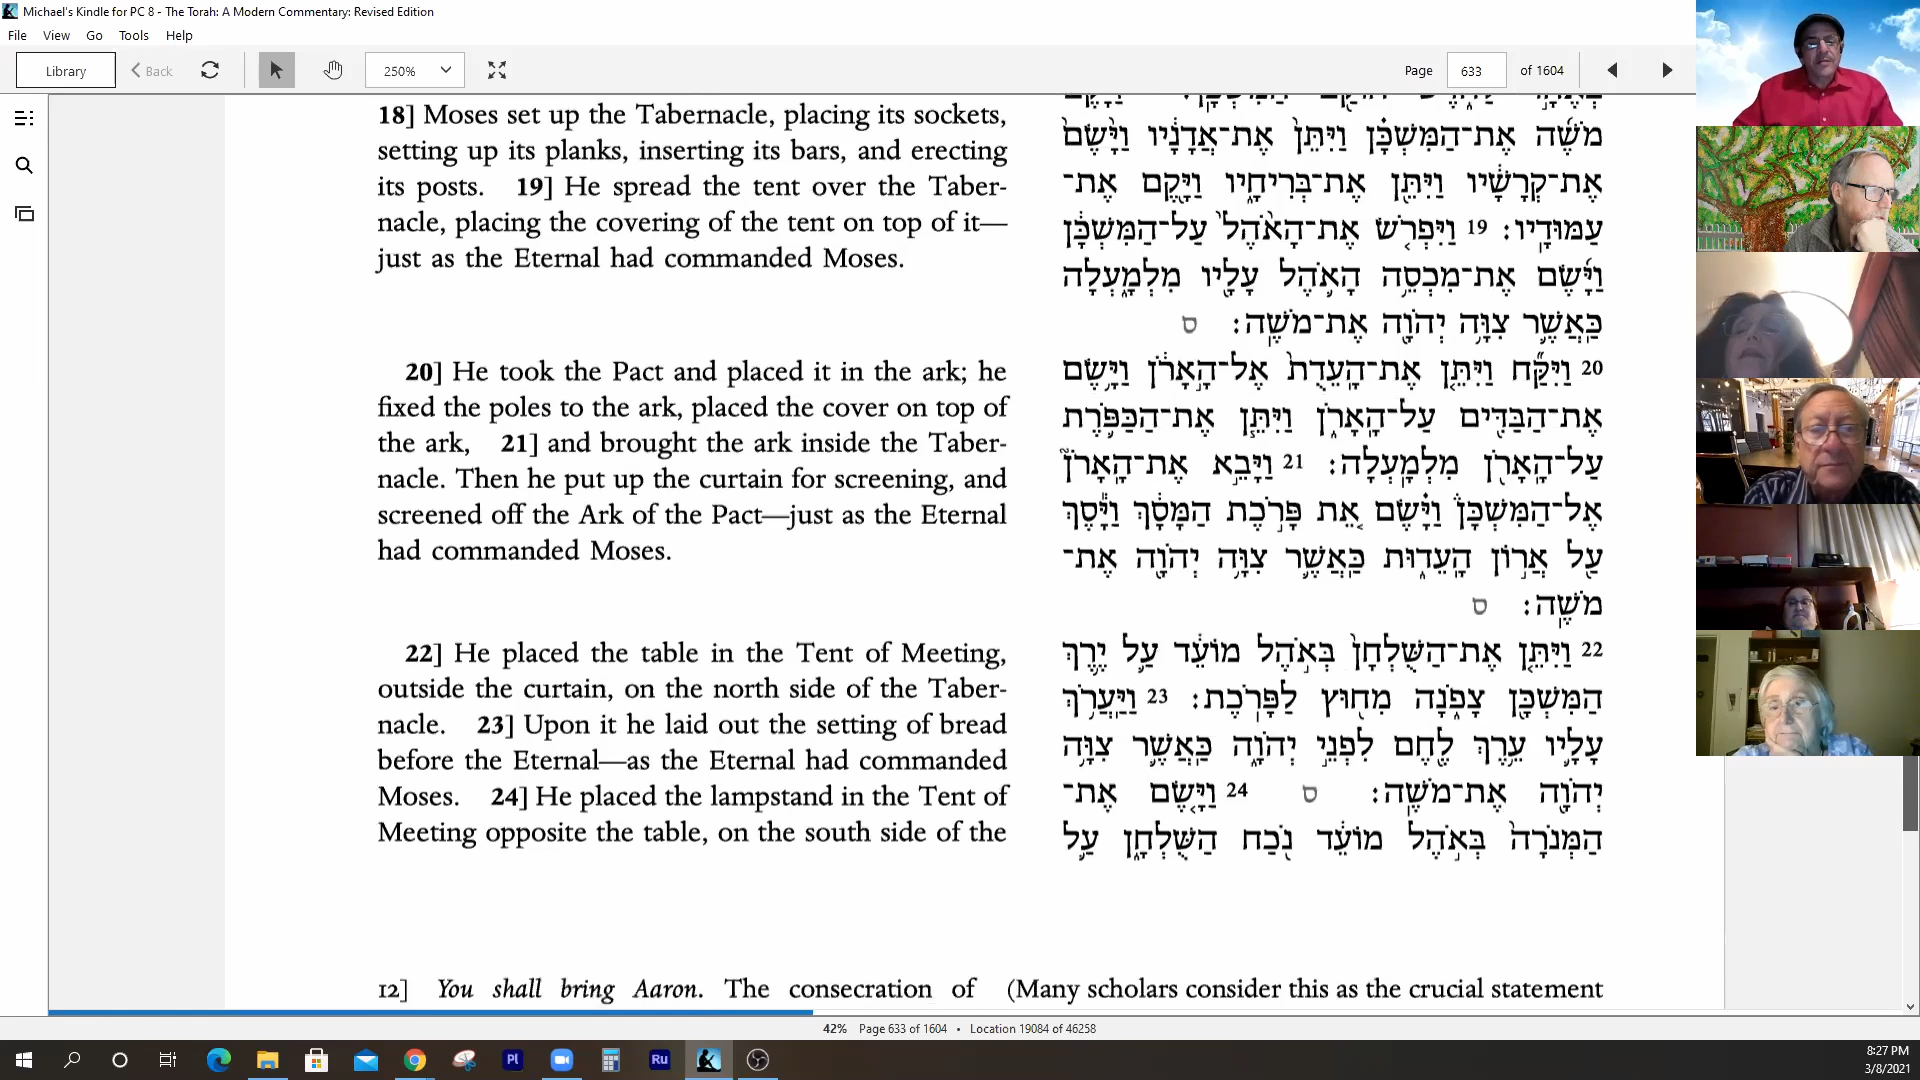 Michael's Kindle for PC 8 - The Torah: A Modern Commentary: Revised Edition
File View Go Tools Help
Library Back 250% Page 633 of 1604
18] Moses set up the Tabernacle, placing its sockets,
setting up its planks, inserting its bars, and erecting
its posts. 19] He spread the tent over the Taber-
nacle, placing the covering of the tent on top of it—
just as the Eternal had commanded Moses.
20] He took the Pact and placed it in the ark; he
fixed the poles to the ark, placed the cover on top of
the ark, 21] and brought the ark inside the Taber-
nacle. Then he put up the curtain for screening, and
screened off the Ark of the Pact—just as the Eternal
had commanded Moses.
22] He placed the table in the Tent of Meeting,
outside the curtain, on the north side of the Taber-
nacle. 23] Upon it he laid out the setting of bread
before the Eternal—as the Eternal had commanded
Moses. 24] He placed the lampstand in the Tent of
Meeting opposite the table, on the south side of the
מֹשֶׁ֜ה אֶת־הַמִּשְׁכָּ֗ן וַיִּתֵּן֙ אֶת־אֲדָנָ֔יו וַיָּ֙שֶׂם֙
אֶת־קְרָשָׁ֔יו וַיִּתֵּ֖ן אֶת־בְּרִיחָ֑יו וַיָּ֖קֶם אֶת־
עַמּוּדָֽיו׃ 19 וַיִּפְרֹ֤שׂ אֶת־הָאֹ֙הֶל֙ עַל־הַמִּשְׁכָּ֔ן
וַיָּ֜שֶׂם אֶת־מִכְסֵ֥ה הָאֹ֛הֶל עָלָ֖יו מִלְמָ֑עְלָה
כַּאֲשֶׁ֛ר צִוָּ֥ה יְהֹוָ֖ה אֶת־מֹשֶֽׁה׃ ס
20 וַיִּקַּ֞ח וַיִּתֵּ֤ן אֶת־הָעֵדֻת֙ אֶל־הָ֣אָרֹ֔ן וַיָּ֥שֶׂם
אֶת־הַבַּדִּ֖ים עַל־הָאָרֹ֑ן וַיִּתֵּ֧ן אֶת־הַכַּפֹּ֛רֶת
עַל־הָאָרֹ֖ן מִלְמָֽעְלָה׃ 21 וַיָּבֵ֣א אֶת־הָאָרֹן֮
אֶל־הַמִּשְׁכָּן֒ וַיָּ֗שֶׂם אֵ֚ת פָּרֹ֣כֶת הַמָּסָ֔ךְ וַיָּ֕סֶךְ
עַ֖ל אֲר֣וֹן הָעֵד֑וּת כַּאֲשֶׁ֛ר צִוָּ֥ה יְהֹוָ֖ה אֶת־
מֹשֶֽׁה׃ ס
22 וַיִּתֵּ֤ן אֶת־הַשֻּׁלְחָן֙ בְּאֹ֣הֶל מוֹעֵ֔ד עַ֛ל יֶ֥רֶךְ
הַמִּשְׁכָּ֖ן צָפֹ֑נָה מִח֖וּץ לַפָּרֹֽכֶת׃ 23 וַיַּעֲרֹ֥ךְ
עָלָ֛יו עֵ֥רֶךְ לֶ֖חֶם לִפְנֵ֣י יְהֹוָ֑ה כַּאֲשֶׁ֛ר צִוָּ֥ה
יְהֹוָ֖ה אֶת־מֹשֶֽׁה׃ ס 24 וַיָּ֤שֶׂם אֶת־
הַמְּנֹרָה֙ בְּאֹ֣הֶל מוֹעֵ֔ד נֹ֖כַח הַשֻּׁלְחָ֑ן עַ֛ל
12] You shall bring Aaron. The consecration of
(Many scholars consider this as the crucial statement
42% Page 633 of 1604 • Location 19084 of 46258
Pl Ru
8:27 PM
3/8/2021